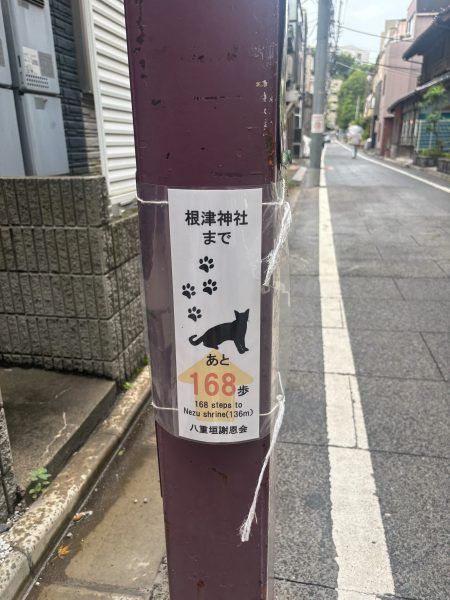 根津神社
まで
あと
168歩
168 steps to
Nezu shrine(136m)
八重垣謝恩会